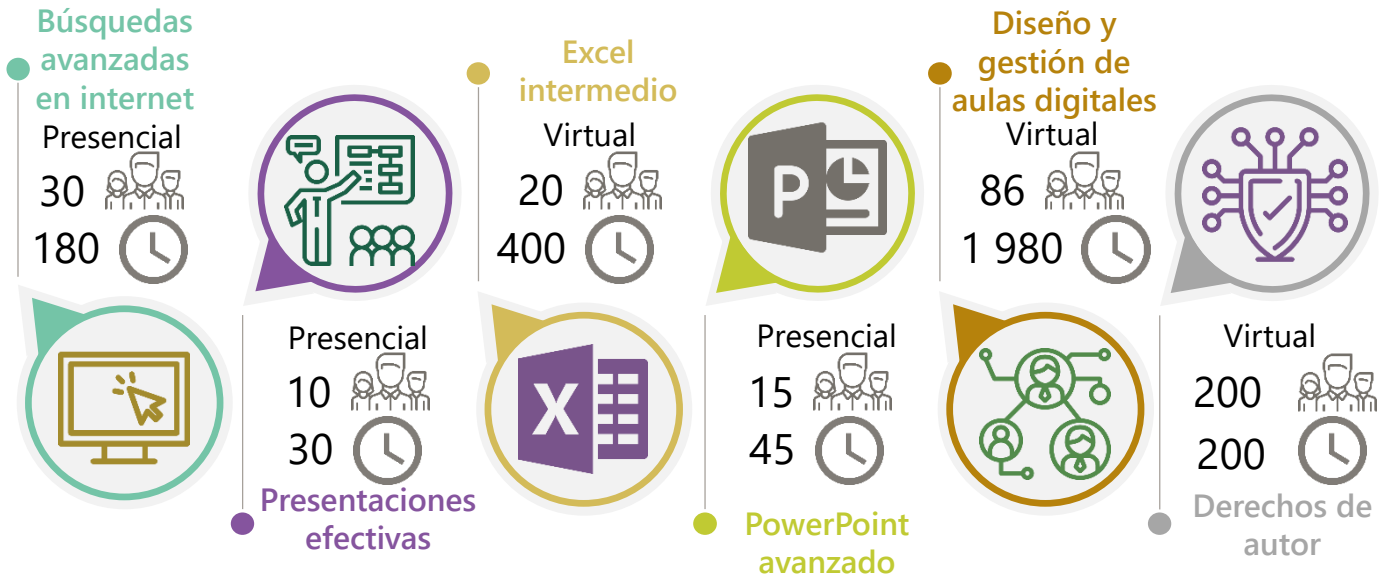 Búsquedas
avanzadas
en internet
Presencial
30
180
Presencial
10
30
Presentaciones
efectivas
Excel
intermedio
Virtual
20
400
X
P
Presencial
15
45
PowerPoint
avanzado
Diseño y
gestión de
aulas digitales
Virtual
86
1 980
Virtual
200
200
Derechos de
autor